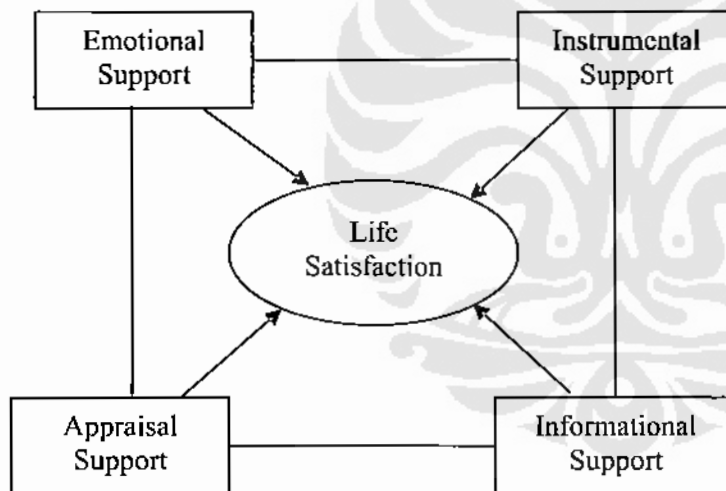 Emotional
Support
Instrumental
Support
Life
Satisfaction
Appraisal
Support
Informational
Support